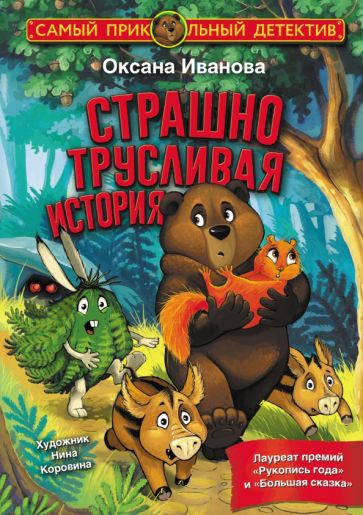 САМЫЙ ПРИКОЛЬНЫЙ ДЕТЕКТИВ
Оксана Иванова
СТРАШНО
ТРУСЛИВАЯ
ИСТОРИЯ
Художник
Нина
Коровина
Лауреат премий
«Рукопись года»
и «Большая сказка»